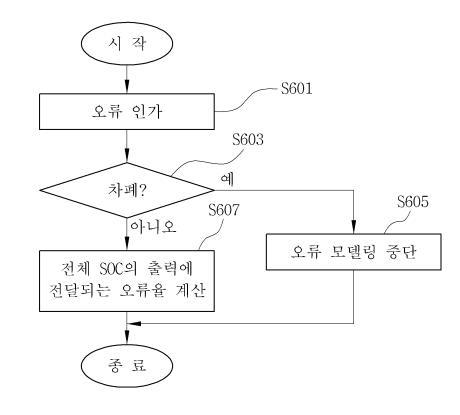 시 작
S601
오류 인가
S603
차폐?
예
아니오
S607
S605
전체 SOC의 출력에
전달되는 오류율 계산
오류 모델링 중단
종 료